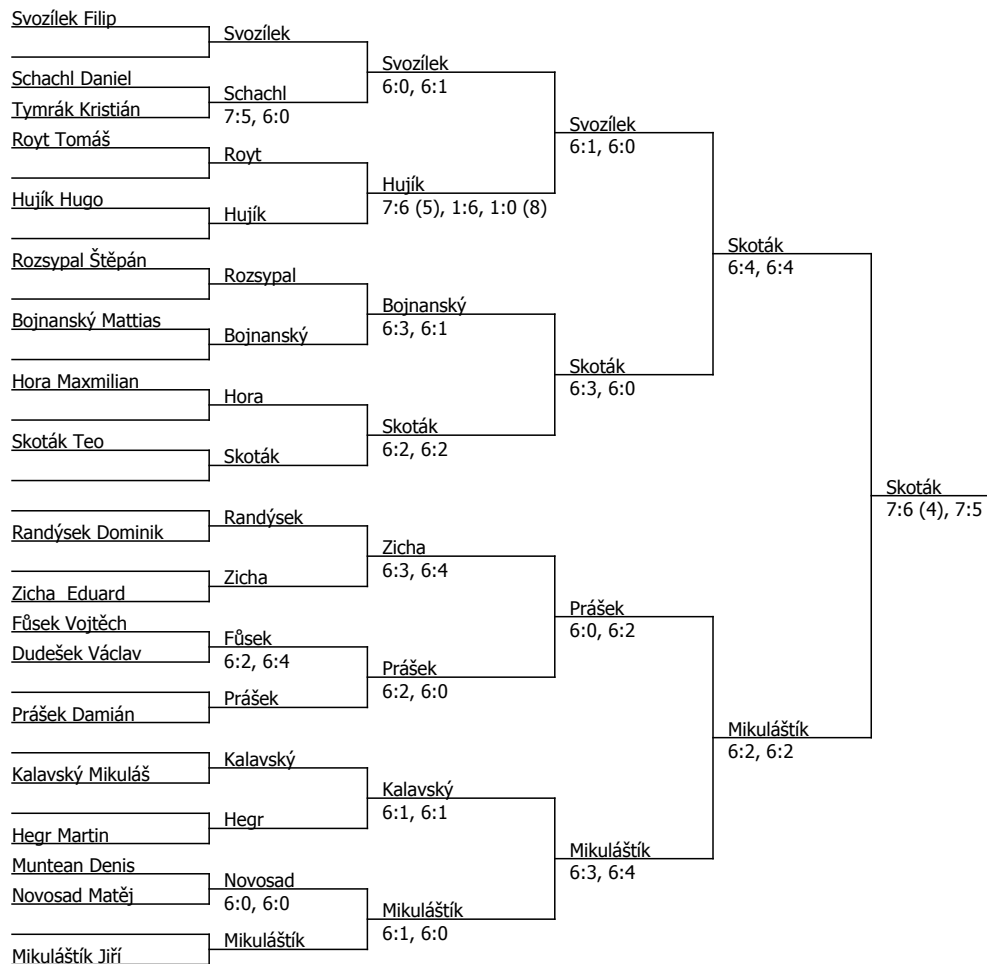 Svozílek Filip
Schachl Daniel
Tymrák Kristián
Royt Tomáš
Hujík Hugo
Rozsypal Štěpán
Bojnanský Mattias
Hora Maxmilian
Skoták Teo
Randýsek Dominik
Zicha  Eduard
Fůsek Vojtěch
Dudešek Václav
Prášek Damián
Kalavský Mikuláš
Hegr Martin
Muntean Denis
Novosad Matěj
Mikuláštík Jiří
Svozílek
Schachl
7:5, 6:0
Royt
Hujík
Rozsypal
Bojnanský
Hora
Skoták
Randýsek
Zicha
Fůsek
6:2, 6:4
Prášek
Kalavský
Hegr
Novosad
6:0, 6:0
Mikuláštík
Svozílek
6:0, 6:1
Hujík
7:6 (5), 1:6, 1:0 (8)
Bojnanský
6:3, 6:1
Skoták
6:2, 6:2
Zicha
6:3, 6:4
Prášek
6:2, 6:0
Kalavský
6:1, 6:1
Mikuláštík
6:1, 6:0
Svozílek
6:1, 6:0
Skoták
6:3, 6:0
Prášek
6:0, 6:2
Mikuláštík
6:3, 6:4
Skoták
6:4, 6:4
Mikuláštík
6:2, 6:2
Skoták
7:6 (4), 7:5